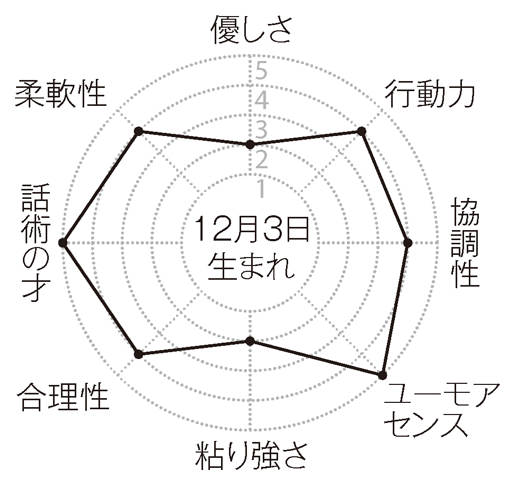 優しさ
5
4
3
2
1
行動力
柔軟性
協調性
話術の才
12月3日
生まれ
合理性
ユーモア
センス
粘り強さ